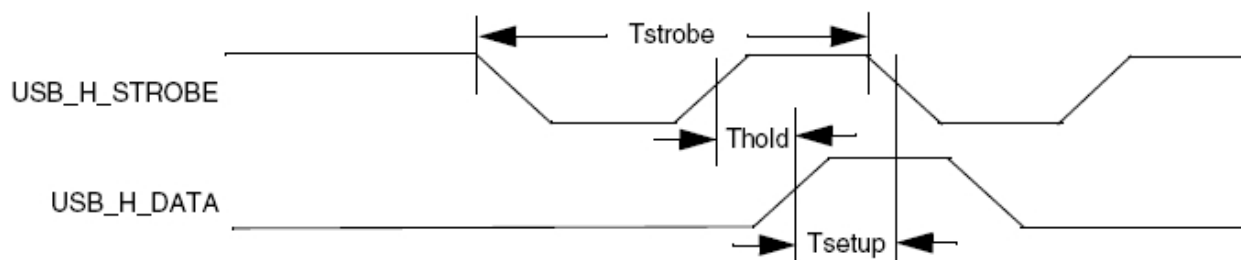 Tstrobe
USB_H_STROBE
Thold
USB_H_DATA
Tsetup